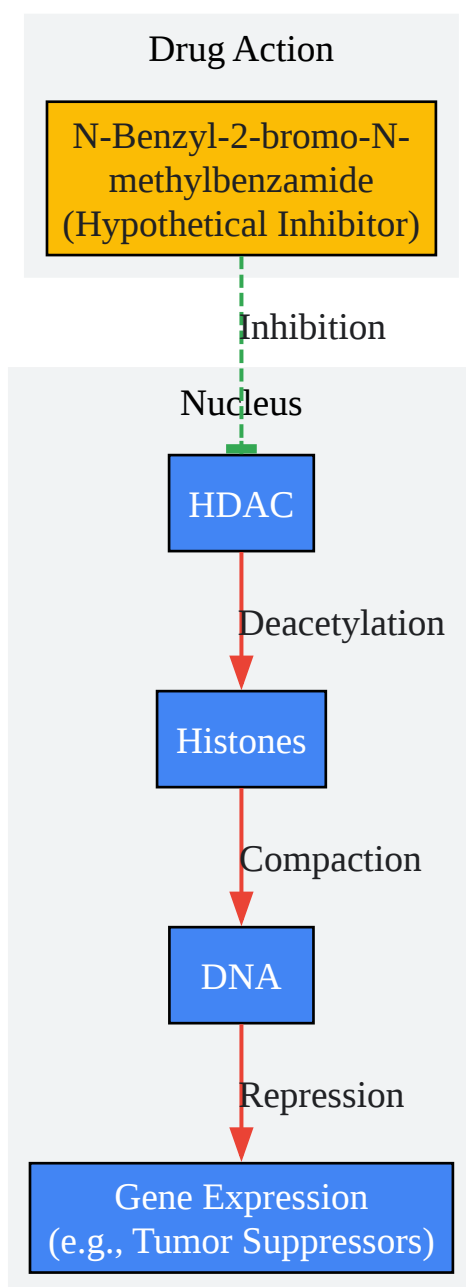 Drug Action
N-Benzyl-2-bromo-N-
methylbenzamide
(Hypothetical Inhibitor)
Inhibition
Nucleus
HDAC
Deacetylation
Histones
Compaction
DNA
Repression
Gene Expression
(e.g., Tumor Suppressors)